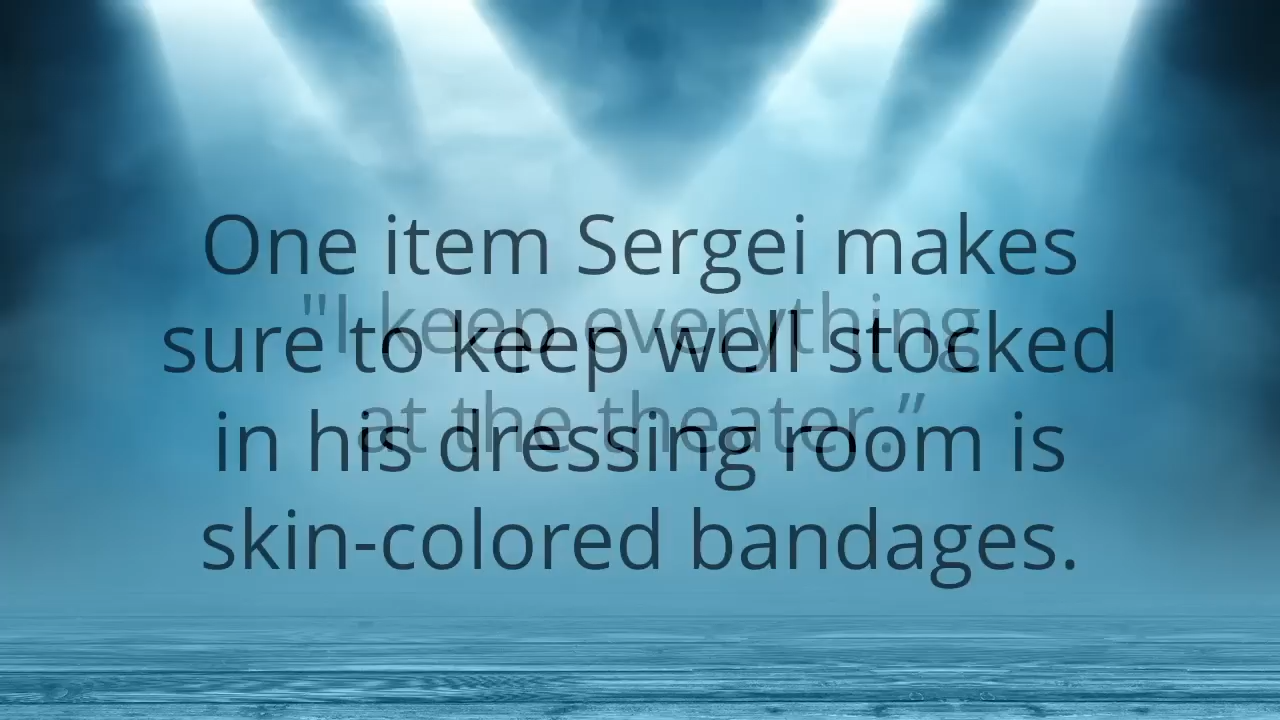 One item Sergei makes
"I keep everything
sure to keep well stocked
at the theater.”
in his dressing room is
skin-colored bandages.